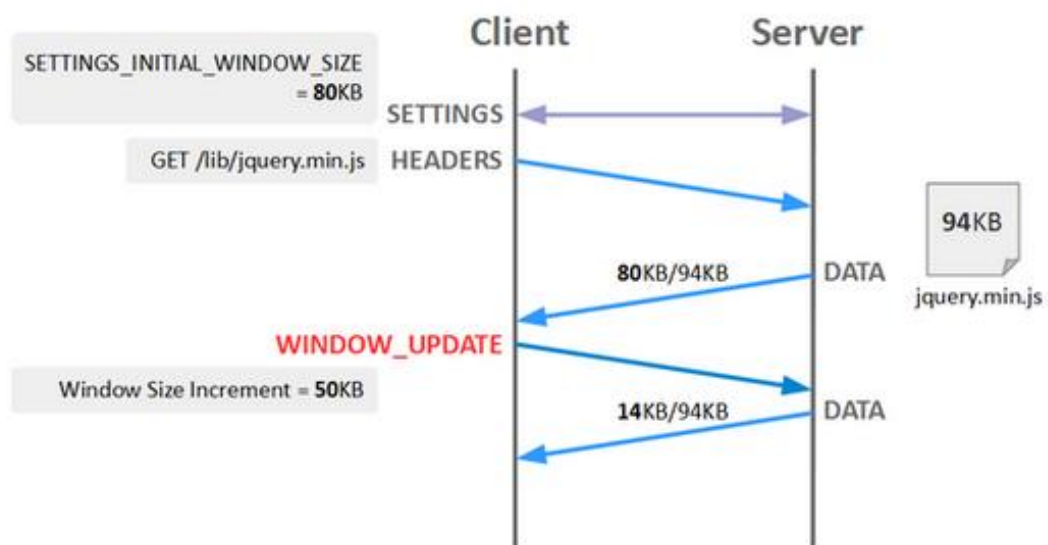 Client
Server
SETTINGS_INITIAL_WINDOW_SIZE
= 80KB
SETTINGS
GET /lib/jquery.min.js
HEADERS
94KB
jquery.min.js
80KB/94KB
DATA
WINDOW_UPDATE
Window Size Increment = 50KB
14KB/94KB
DATA